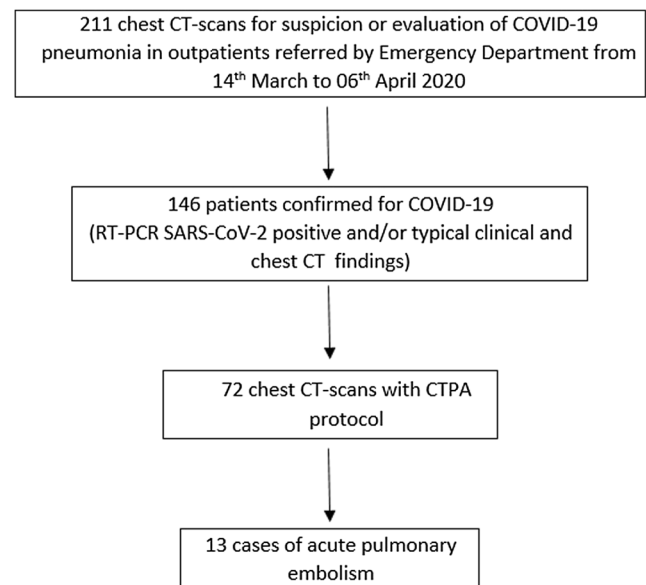 211 chest CT-scans for suspicion or evaluation of COVID-19
pneumonia in outpatients referred by Emergency Department from
14th March to 06th April 2020
146 patients confirmed for COVID-19
(RT-PCR SARS-CoV-2 positive and/or typical clinical and
chest CT findings)
72 chest CT-scans with CTPA
protocol
13 cases of acute pulmonary
embolism